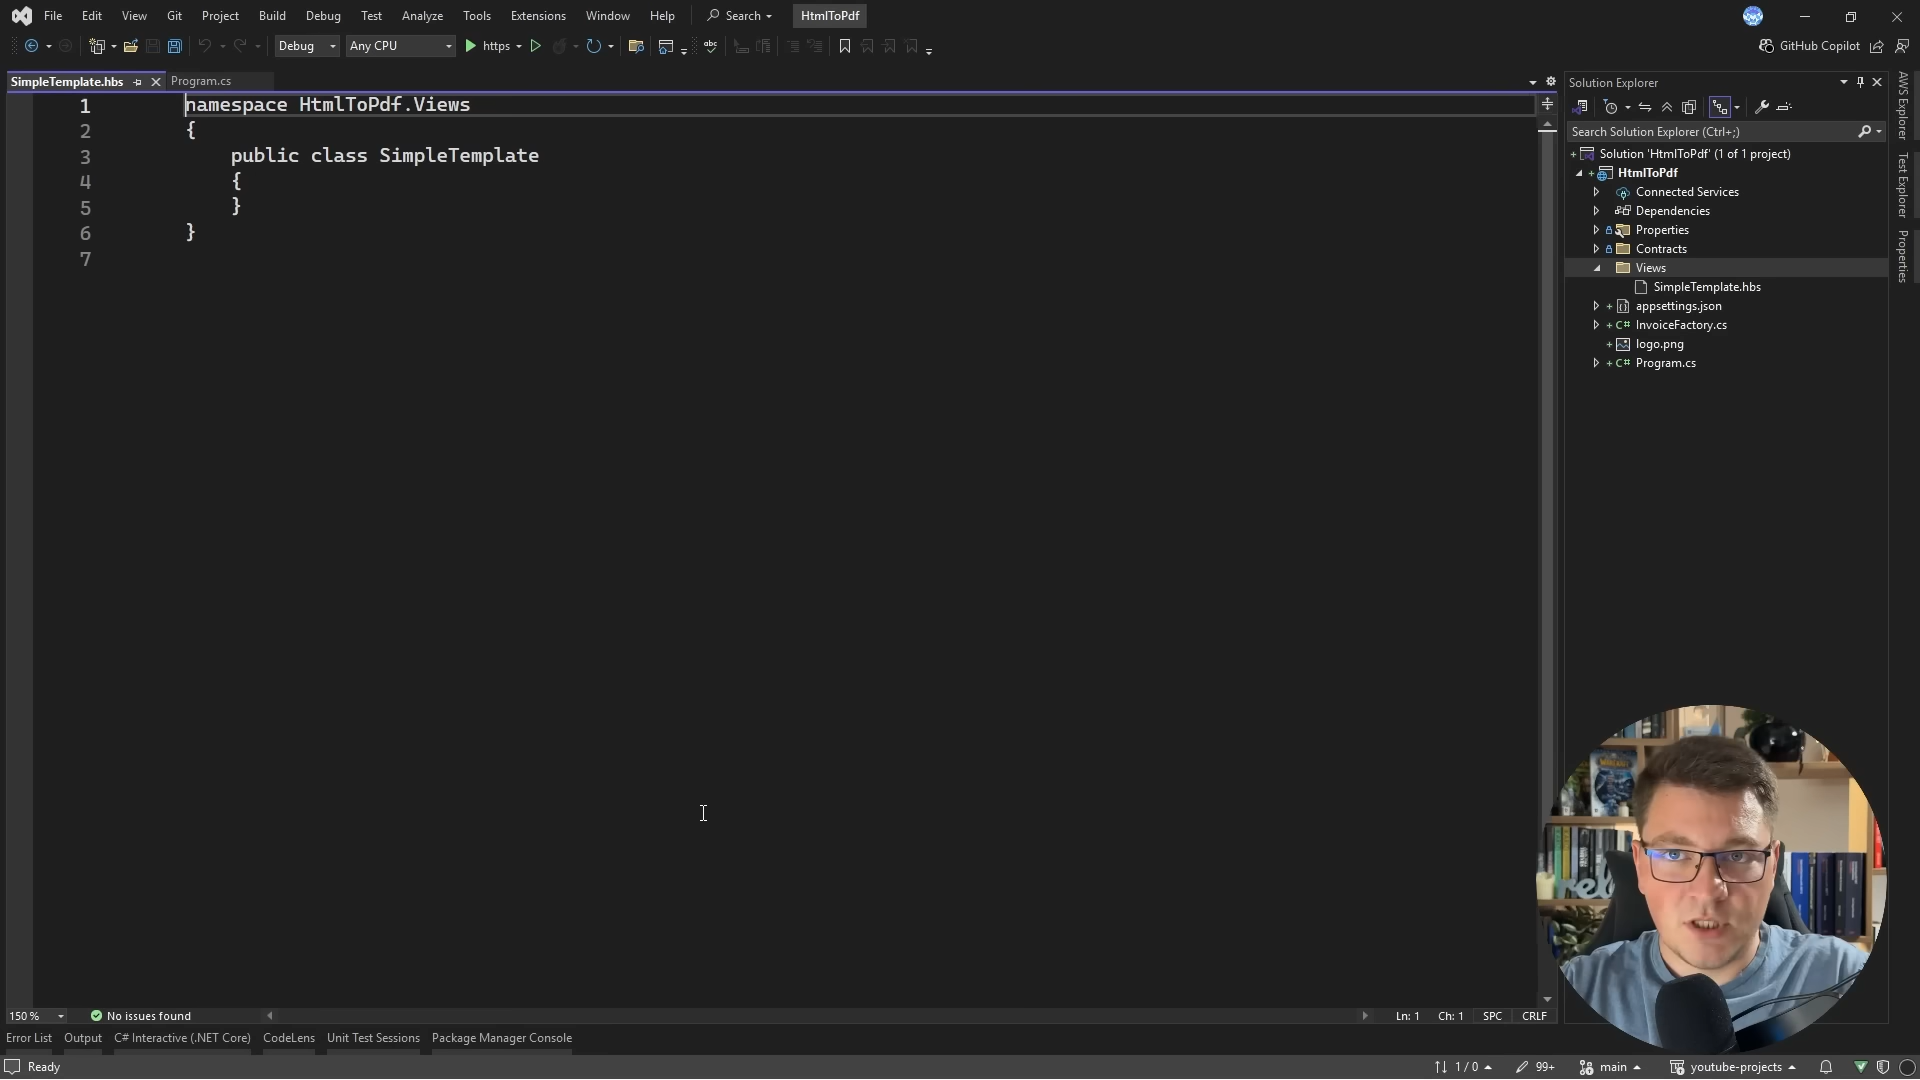 File Edit View Git Project Build Debug Test Analyze Tools Extensions Window Help Search HtmlToPdf
Debug Any CPU https GitHub Copilot
SimpleTemplate.hbs Program.cs
1 namespace HtmlToPdf.Views
2 {
3 public class SimpleTemplate
4 {
5 }
6 }
7
Solution Explorer
Search Solution Explorer (Ctrl+;)
Solution 'HtmlToPdf' (1 of 1 project)
HtmlToPdf
Connected Services
Dependencies
Properties
Contracts
Views
SimpleTemplate.hbs
appsettings.json
C# InvoiceFactory.cs
logo.png
C# Program.cs
AWS Explorer
Test Explorer
Properties
150 % No issues found Ln: 1 Ch: 1 SPC CRLF
Error List Output C# Interactive (.NET Core) CodeLens Unit Test Sessions Package Manager Console
Ready 1 / 0 99+ main youtube-projects